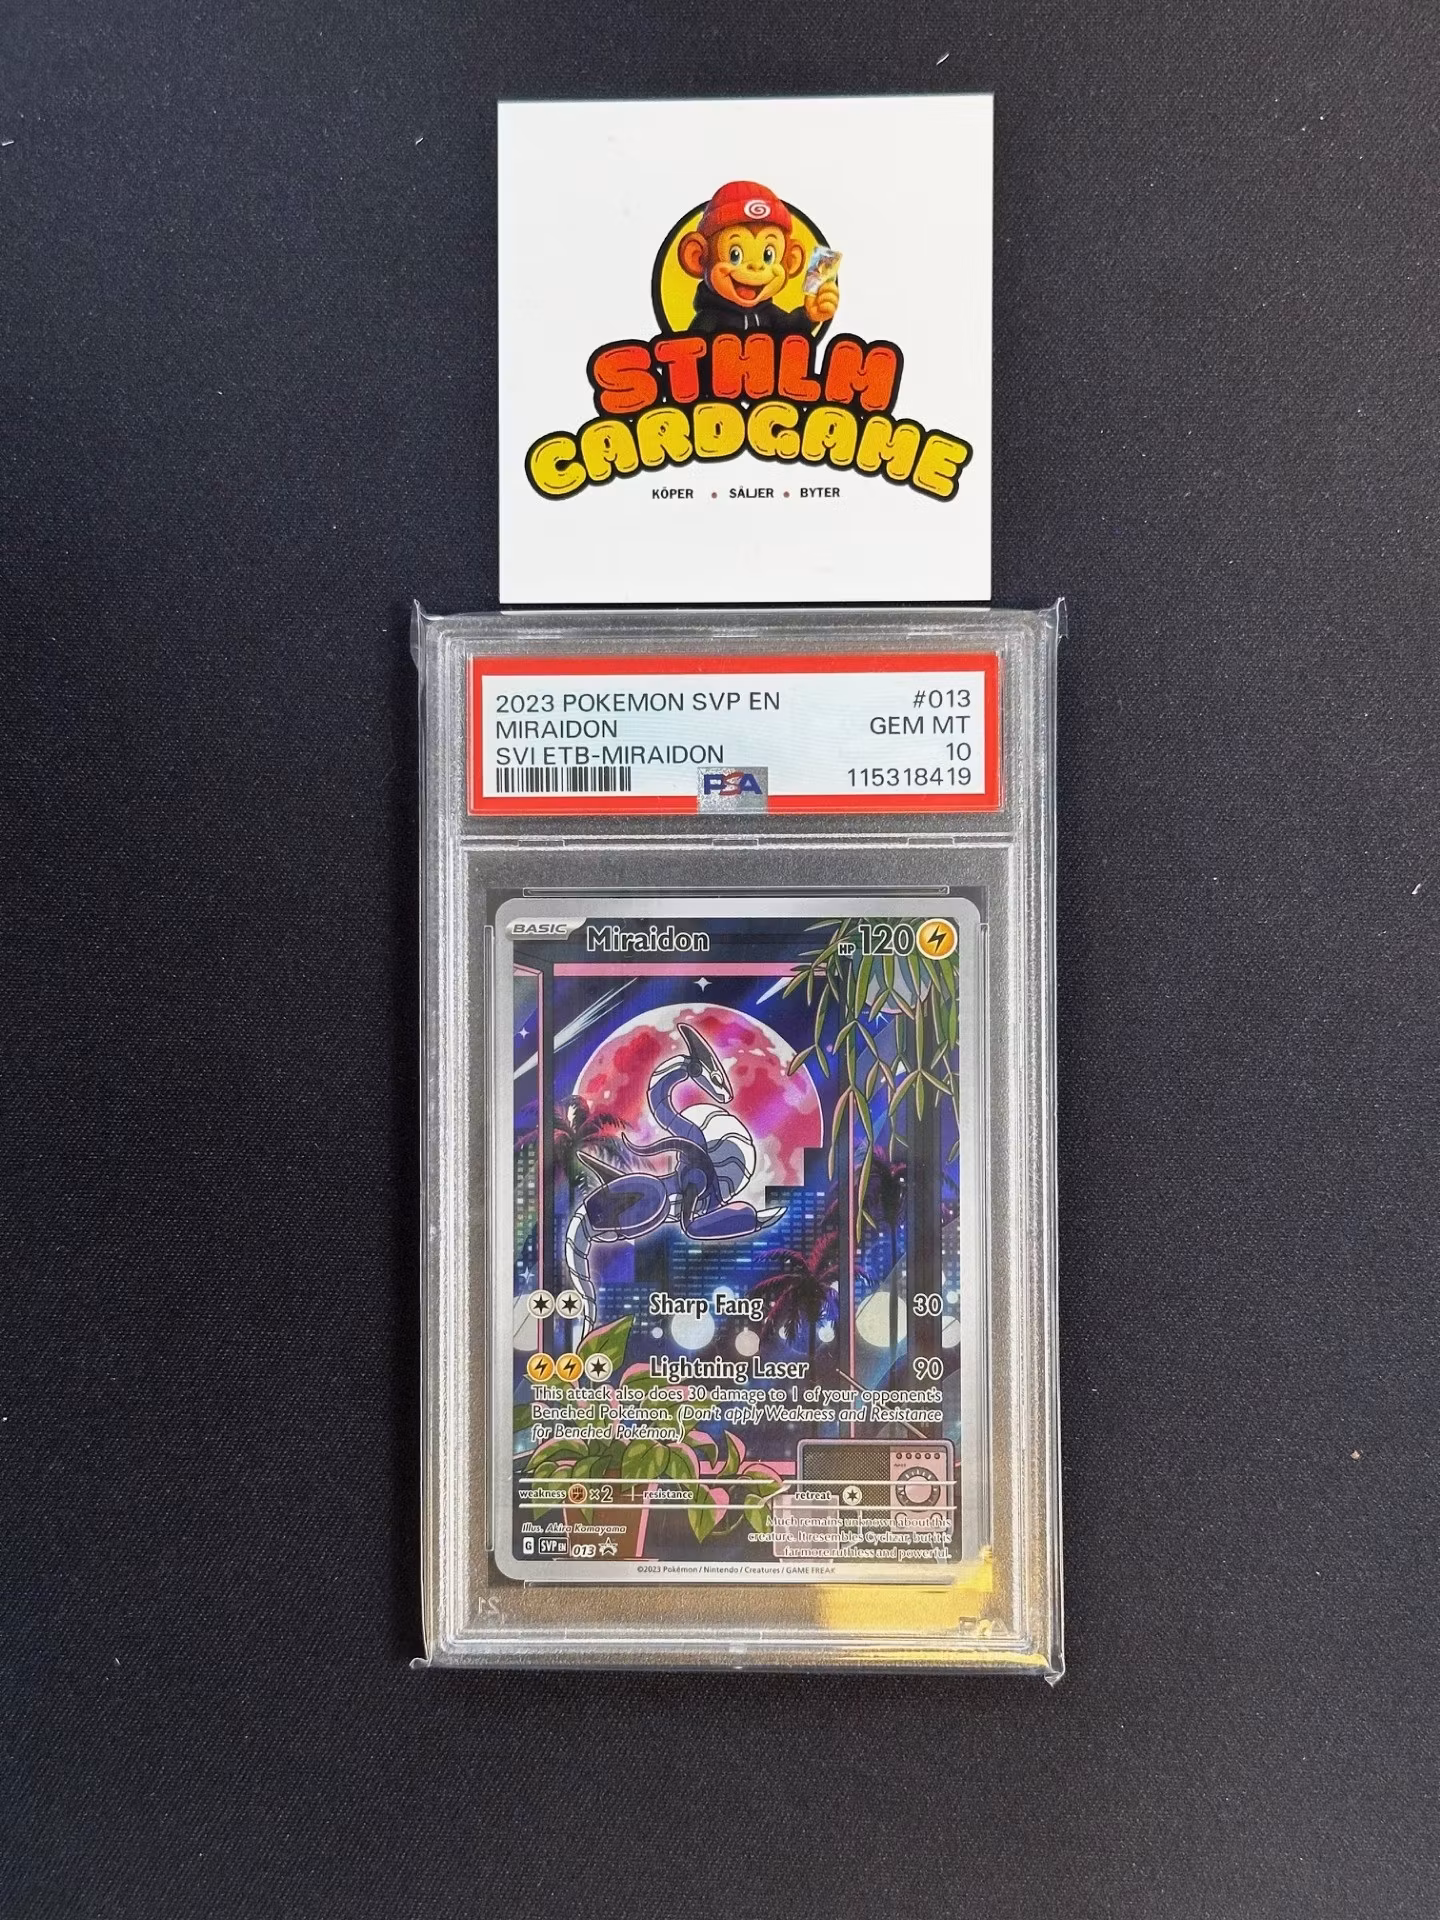 STHLM
CARDGAME
KÖPER • SÄLJER • BYTER
2023 POKEMON SVP EN #013
MIRAIDON GEM MT
SVI ETB-MIRAIDON 10
PSA 115318419
BASIC Miraidon HP 120
Sharp Fang 30
Lightning Laser 90
This attack also does 30 damage to 1 of your opponent's
Benched Pokémon. (Don't apply Weakness and Resistance
for Benched Pokémon.)
weakness ×2 resistance retreat
Much remains unknown about this
creature. It resembles Cyclizar, but it is
far more ruthless and powerful.
Illus. Akira Komayama
G SVP EN 013
©2023 Pokémon / Nintendo / Creatures / GAME FREAK